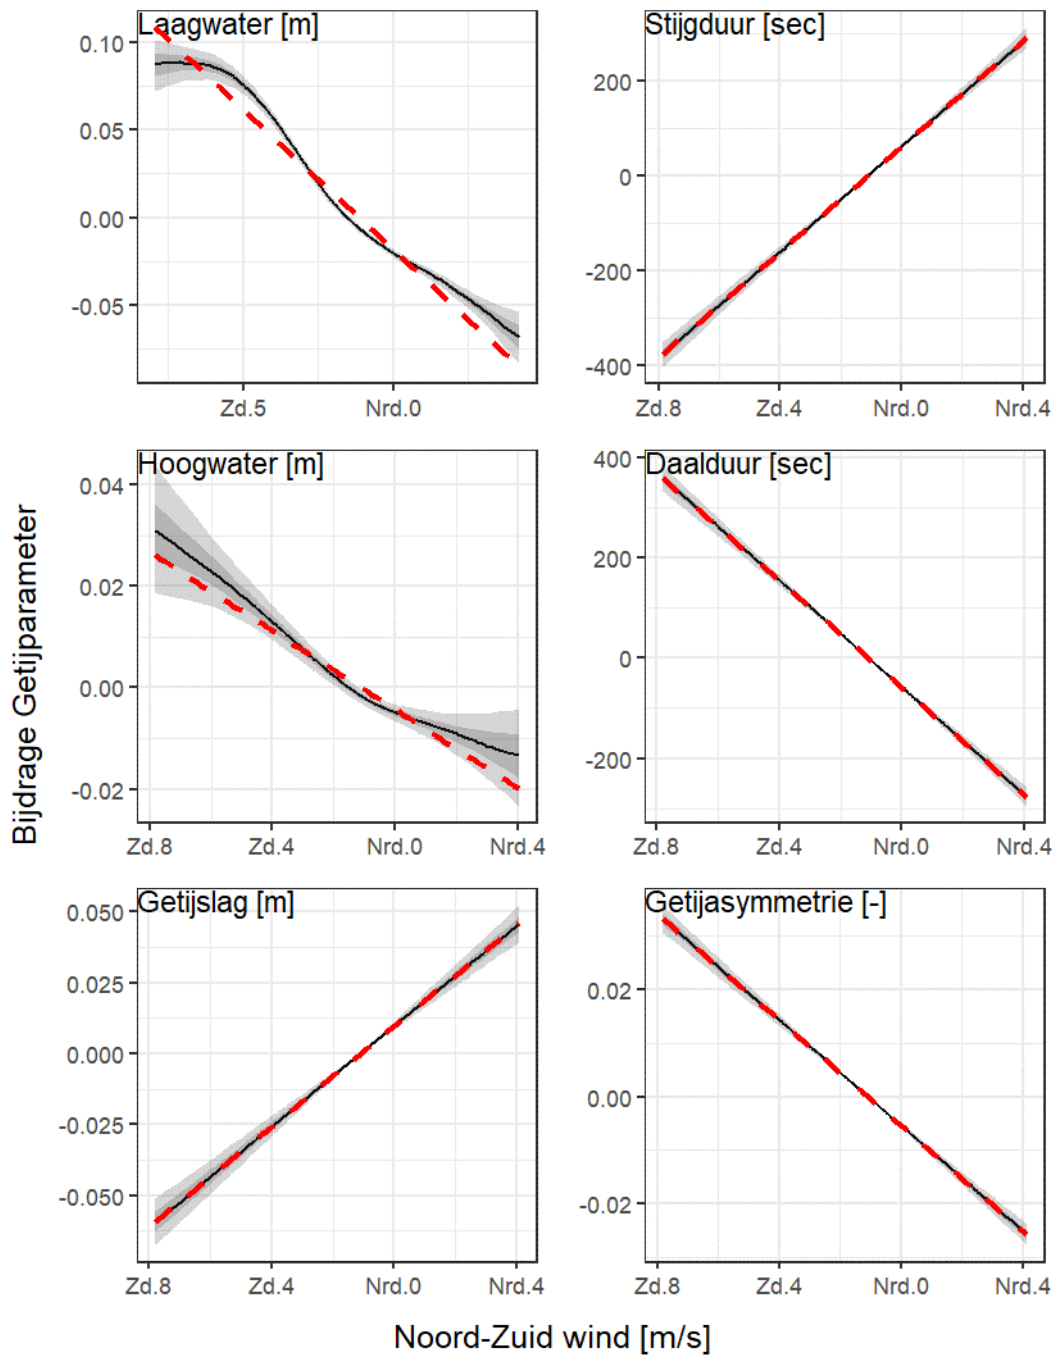 Laagwater [m]
0.10
0.05
0.00
-0.05
Zd.5
Nrd.0
Stijgduur [sec]
200
0
-200
-400
Zd.8
Zd.4
Nrd.0
Nrd.4
Hoogwater [m]
0.04
0.02
0.00
-0.02
Zd.8
Zd.4
Nrd.0
Nrd.4
Daalduur [sec]
400
200
0
-200
Zd.8
Zd.4
Nrd.0
Nrd.4
Getijslag [m]
0.050
0.025
0.000
-0.025
-0.050
Zd.8
Zd.4
Nrd.0
Nrd.4
Getijasymmetrie [-]
0.02
0.00
-0.02
Zd.8
Zd.4
Nrd.0
Nrd.4
Bijdrage Getijparameter
Noord-Zuid wind [m/s]